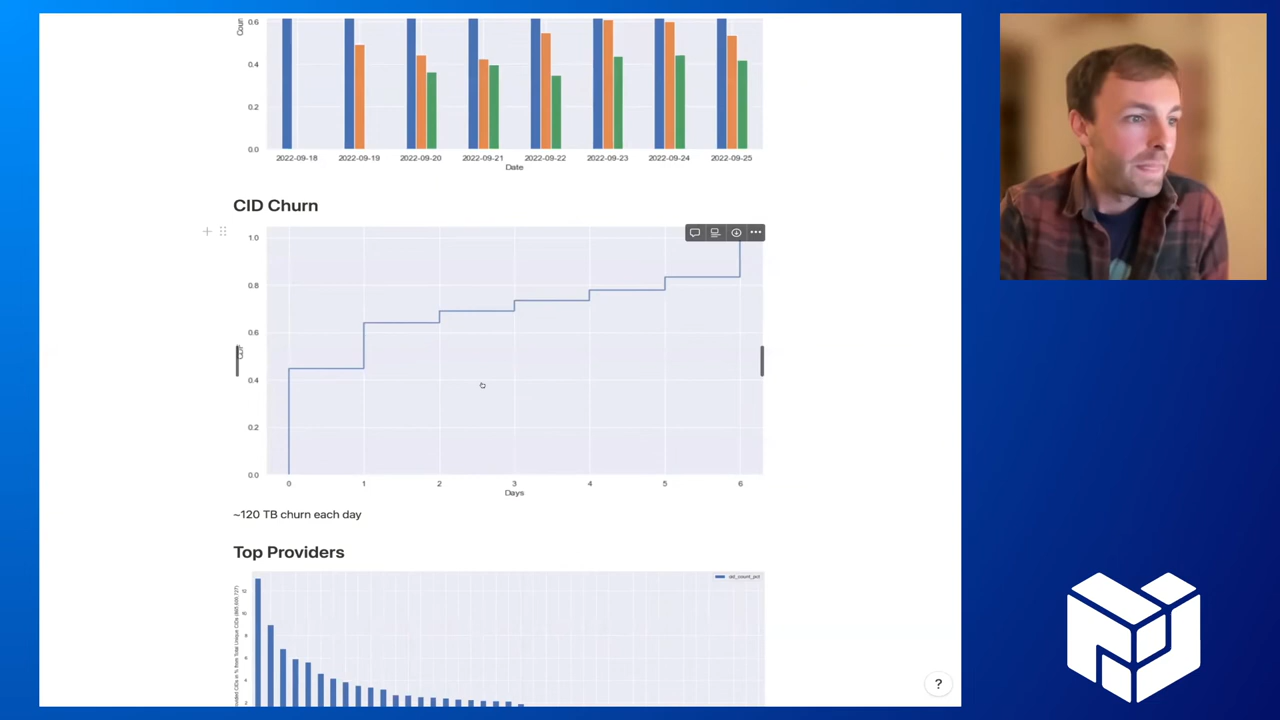 0.6
0.4
0.2
0.0
2022-09-18 2022-09-19 2022-09-20 2022-09-21 2022-09-22 2022-09-23 2022-09-24 2022-09-25
Date
CID Churn
1.0
0.8
0.6
0.4
0.2
0.0
0 1 2 3 4 5 6
Days
~120 TB churn each day
Top Providers
cid_count_pct
?